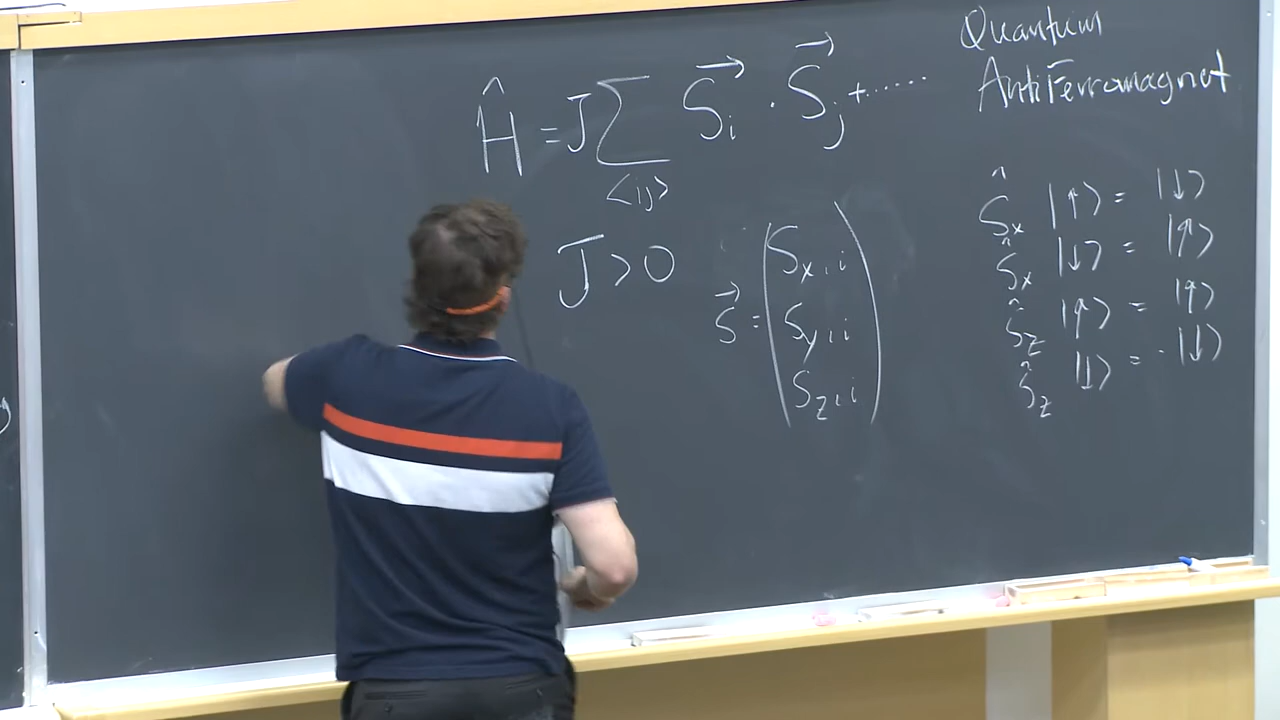 Quantum
AntiFerromagnet
Ĥ = J ∑ S⃗ᵢ · S⃗ⱼ + ......
<ij>
J > 0
S⃗ = ( Sx,i
Sy,i
Sz,i )
Ŝx |↑⟩ = |↓⟩
Ŝx |↓⟩ = |↑⟩
Ŝz |↑⟩ = |↑⟩
Ŝz |↓⟩ = -|↓⟩